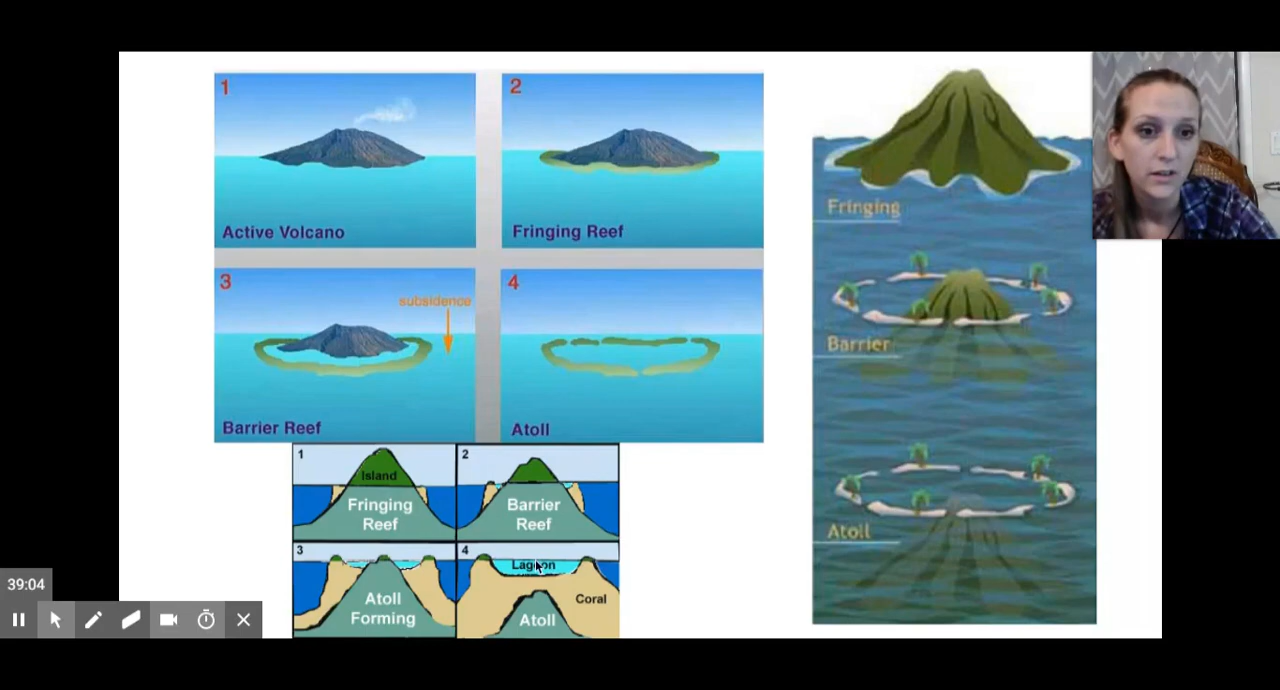 1
Active Volcano
2
Fringing Reef
3
subsidence
Barrier Reef
4
Atoll
1
Island
Fringing
Reef
2
Barrier
Reef
3
Atoll
Forming
4
Lagoon
Coral
Atoll
Fringing
Barrier
Atoll
39:04